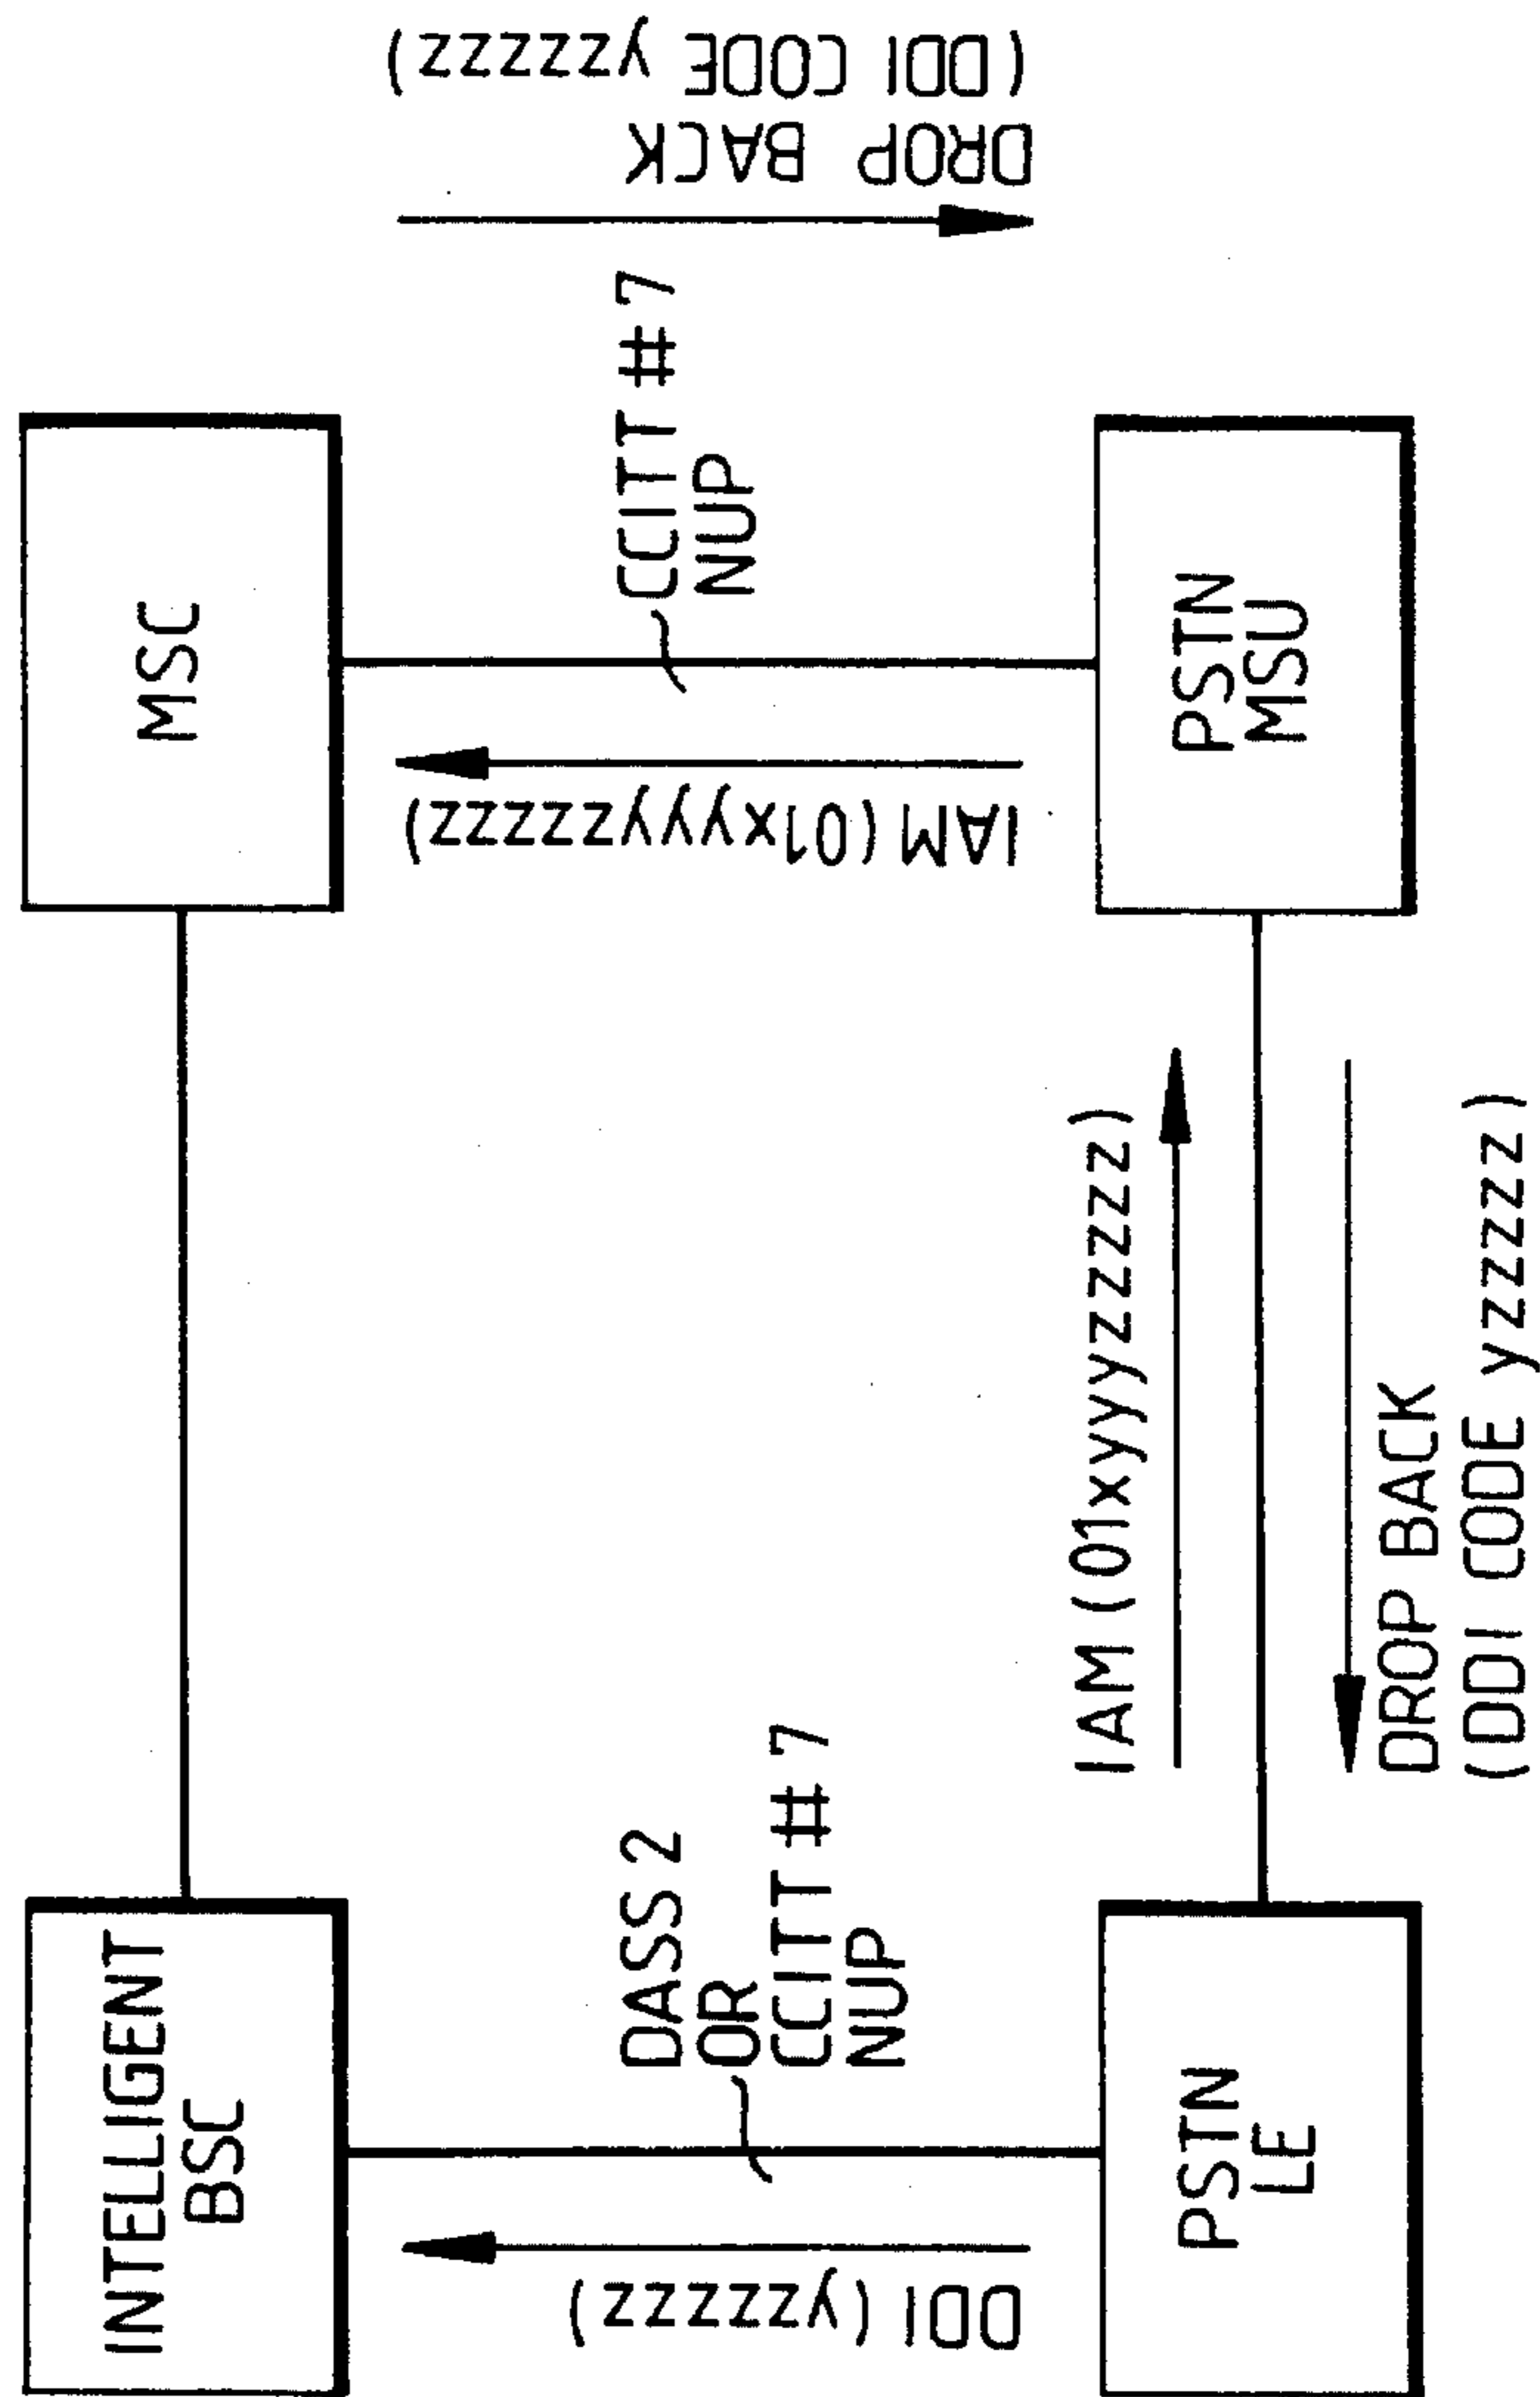 INTELLIGENT
BSC
MSC
DDI (yzzzzz)
DASS 2
OR
CCITT #7
NUP
IAM (01xyyyzzzzz)
CCITT #7
NUP
DROP BACK
(DDI CODE yzzzzz)
IAM (01xyyyzzzzz)
PSTN
LE
PSTN
MSU
DROP BACK
(DDI CODE yzzzzz)